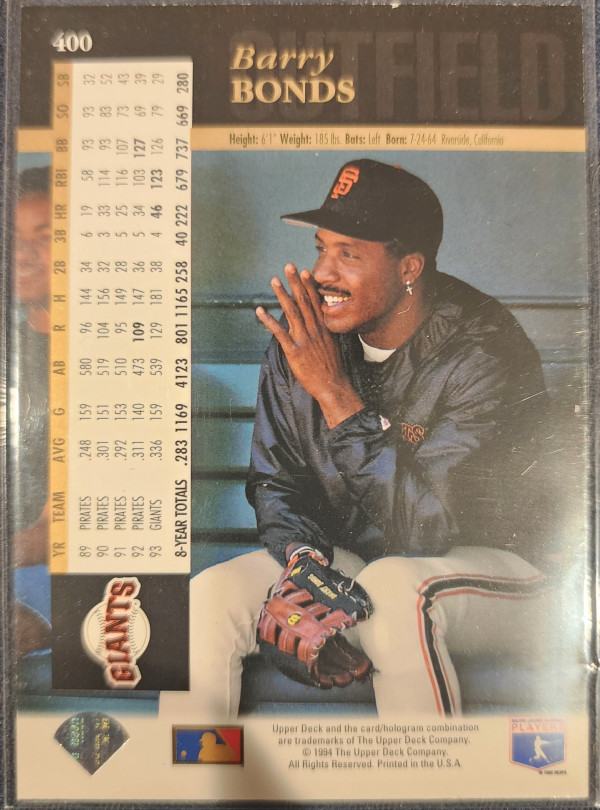 400
OUTFIELD
Barry
BONDS
Height: 6'1" Weight: 185 lbs. Bats: Left Born: 7-24-64 Riverside, California
YR TEAM AVG G AB R H 2B 3B HR RBI BB SO SB
89 PIRATES .248 159 580 96 144 34 6 19 58 93 93 32
90 PIRATES .301 151 519 104 156 32 3 33 114 93 83 52
91 PIRATES .292 153 510 95 149 28 5 25 116 107 73 43
92 PIRATES .311 140 473 109 147 36 5 34 103 127 69 39
93 GIANTS .336 159 539 129 181 38 4 46 123 126 79 29
8-YEAR TOTALS .283 1169 4123 801 1165 258 40 222 679 737 669 280
SF
GIANTS
Upper Deck and the card/hologram combination
are trademarks of The Upper Deck Company.
© 1994 The Upper Deck Company.
All Rights Reserved. Printed in the U.S.A.
PLAYERS